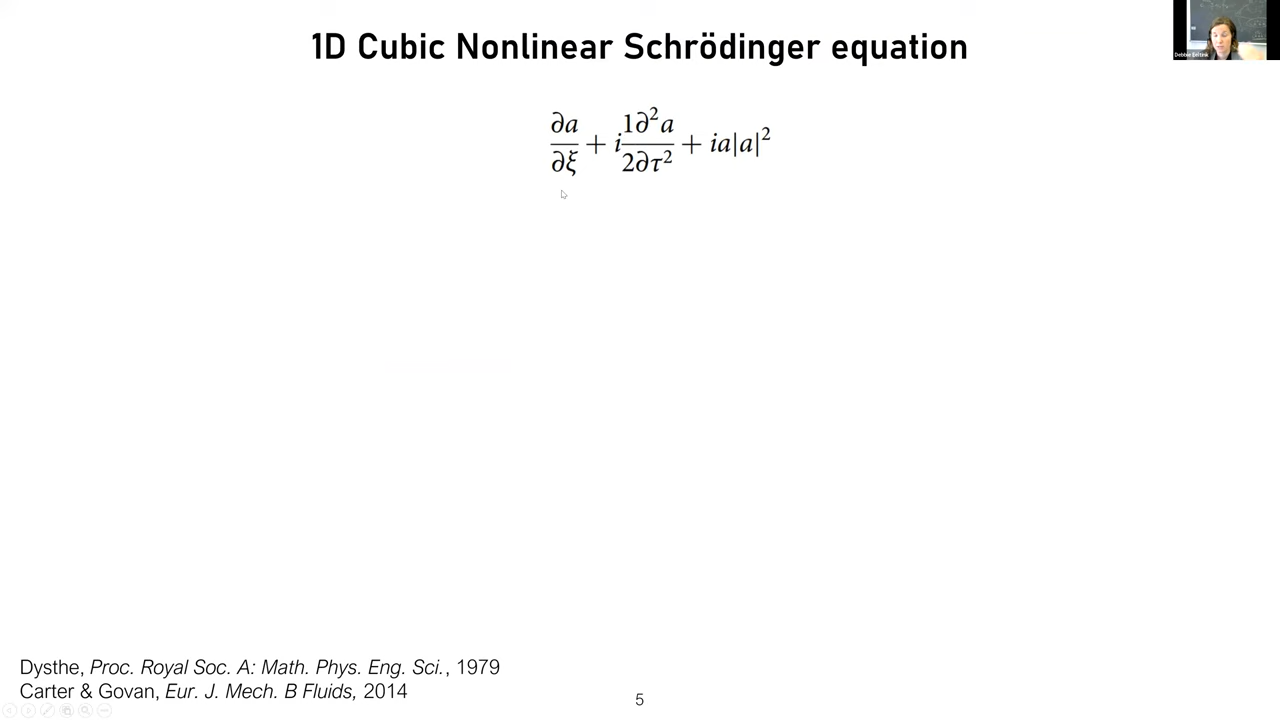 1D Cubic Nonlinear Schrödinger equation
∂a/∂ξ + i 1∂²a/2∂τ² + ia|a|²
Dysthe, Proc. Royal Soc. A: Math. Phys. Eng. Sci., 1979
Carter & Govan, Eur. J. Mech. B Fluids, 2014
5